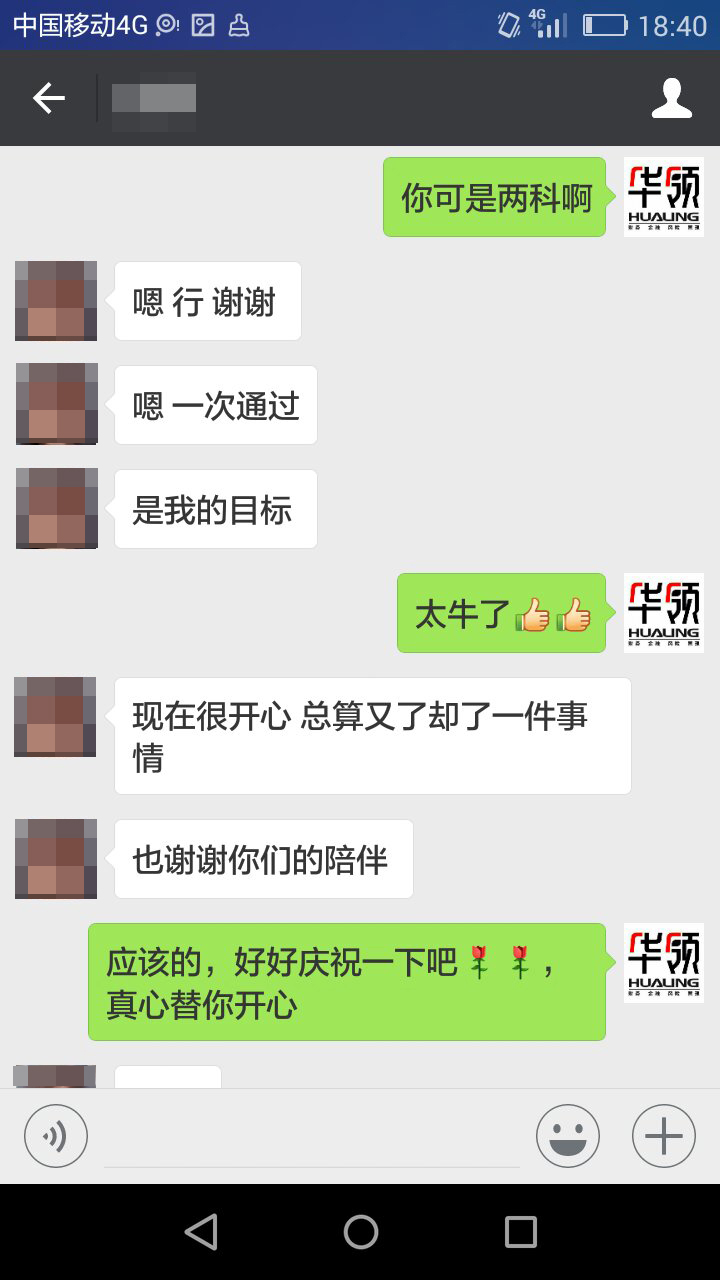 中国移动4G
4G
18:40
你可是两科啊
华领
HUALING
嗯 行 谢谢
嗯 一次通过
是我的目标
太牛了👍👍
华领
HUALING
现在很开心 总算又了却了一件事
情
也谢谢你们的陪伴
应该的，好好庆祝一下吧🌹🌹，
真心替你开心
华领
HUALING